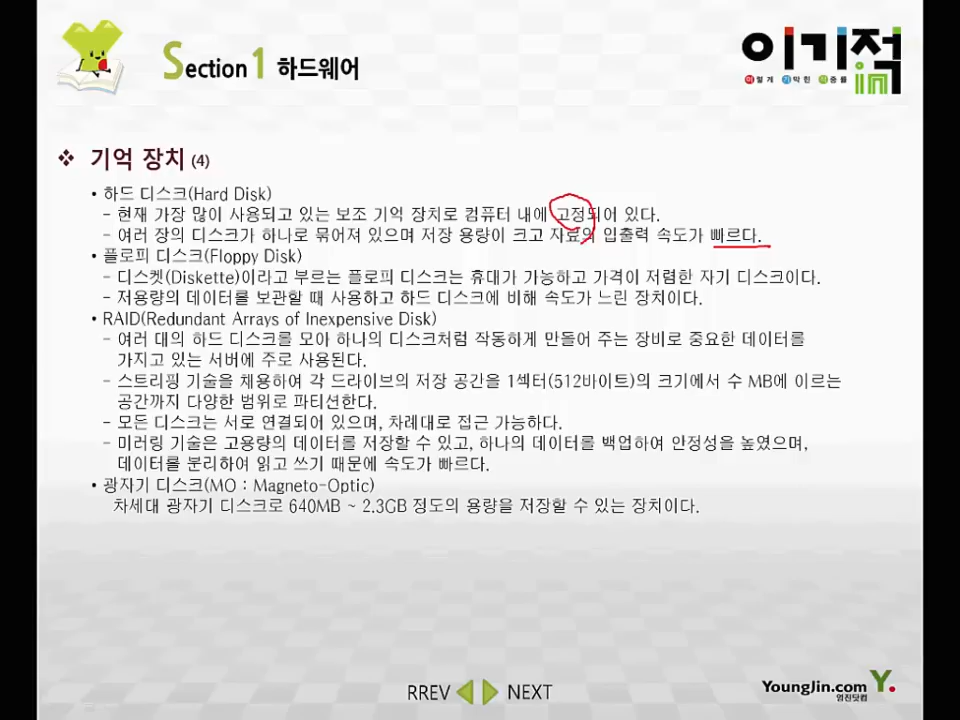 Section 1 하드웨어
이기적in
이렇게 기막힌 적중률
❖ 기억 장치 (4)
• 하드 디스크(Hard Disk)
- 현재 가장 많이 사용되고 있는 보조 기억 장치로 컴퓨터 내에 고정되어 있다.
- 여러 장의 디스크가 하나로 묶어져 있으며 저장 용량이 크고 자료의 입출력 속도가 빠르다.
• 플로피 디스크(Floppy Disk)
- 디스켓(Diskette)이라고 부르는 플로피 디스크는 휴대가 가능하고 가격이 저렴한 자기 디스크이다.
- 저용량의 데이터를 보관할 때 사용하고 하드 디스크에 비해 속도가 느린 장치이다.
• RAID(Redundant Arrays of Inexpensive Disk)
- 여러 대의 하드 디스크를 모아 하나의 디스크처럼 작동하게 만들어 주는 장비로 중요한 데이터를
가지고 있는 서버에 주로 사용된다.
- 스트리핑 기술을 채용하여 각 드라이브의 저장 공간을 1섹터(512바이트)의 크기에서 수 MB에 이르는
공간까지 다양한 범위로 파티션한다.
- 모든 디스크는 서로 연결되어 있으며, 차례대로 접근 가능하다.
- 미러링 기술은 고용량의 데이터를 저장할 수 있고, 하나의 데이터를 백업하여 안정성을 높였으며,
데이터를 분리하여 읽고 쓰기 때문에 속도가 빠르다.
• 광자기 디스크(MO : Magneto-Optic)
차세대 광자기 디스크로 640MB ~ 2.3GB 정도의 용량을 저장할 수 있는 장치이다.
RREV NEXT
YoungJin.com Y.
영진닷컴